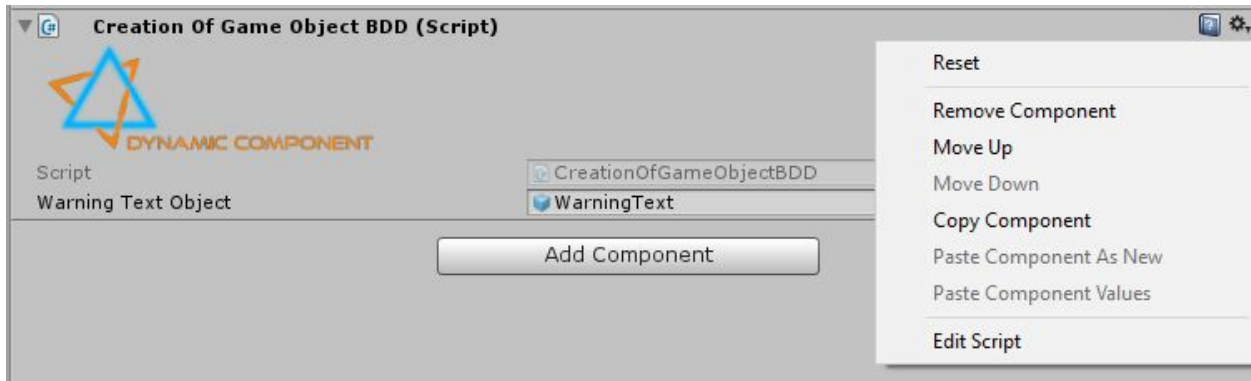 Creation Of Game Object BDD (Script)
DYNAMIC COMPONENT
Script CreationOfGameObjectBDD
Warning Text Object WarningText
Add Component
Reset
Remove Component
Move Up
Move Down
Copy Component
Paste Component As New
Paste Component Values
Edit Script